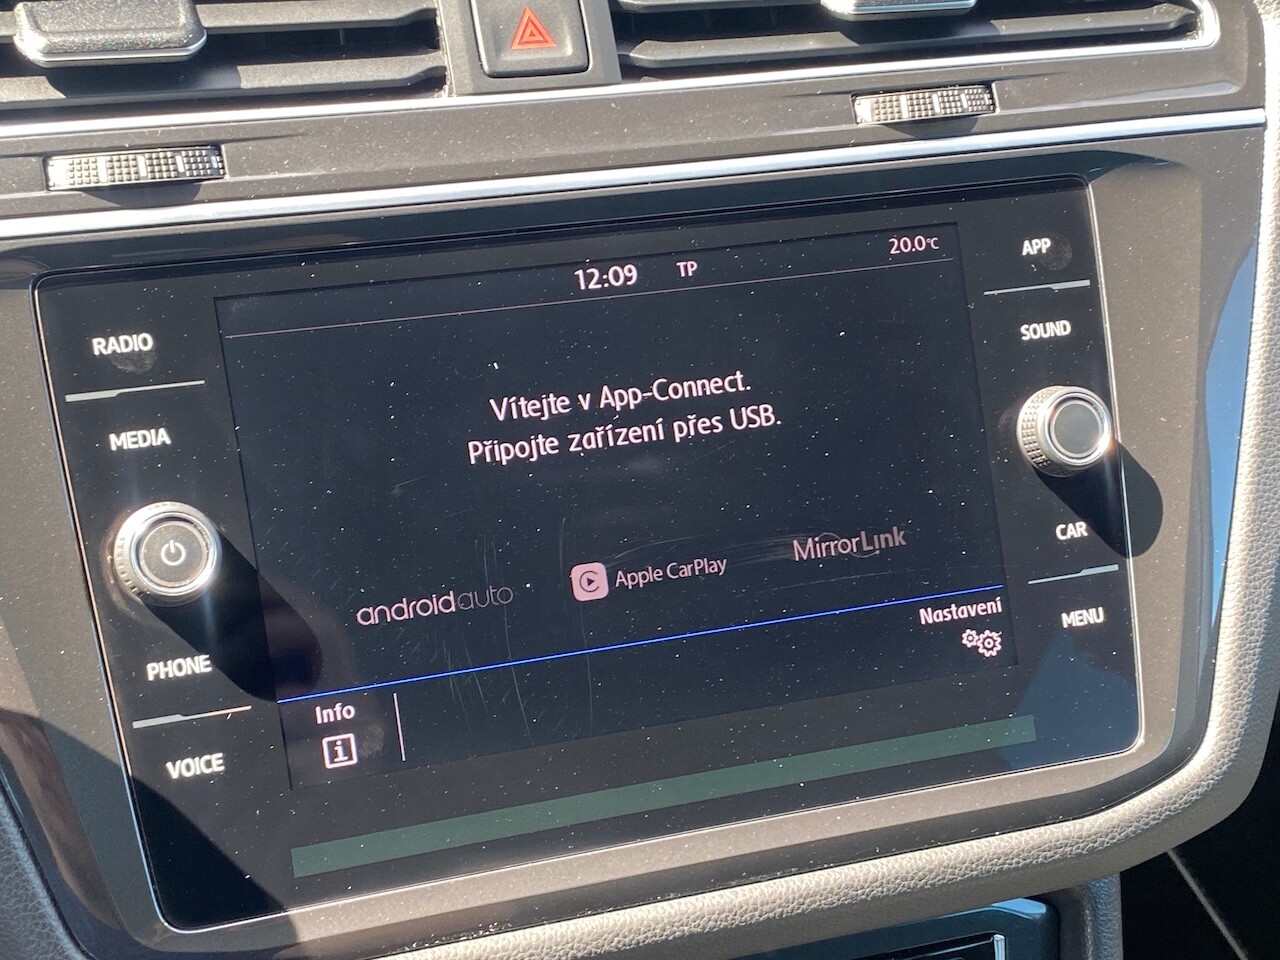 12:09 TP 20.0°C
RADIO
MEDIA
PHONE
VOICE
Vítejte v App-Connect.
Připojte zařízení přes USB.
androidauto
Apple CarPlay
MirrorLink
Nastavení
Info
i
APP
SOUND
CAR
MENU